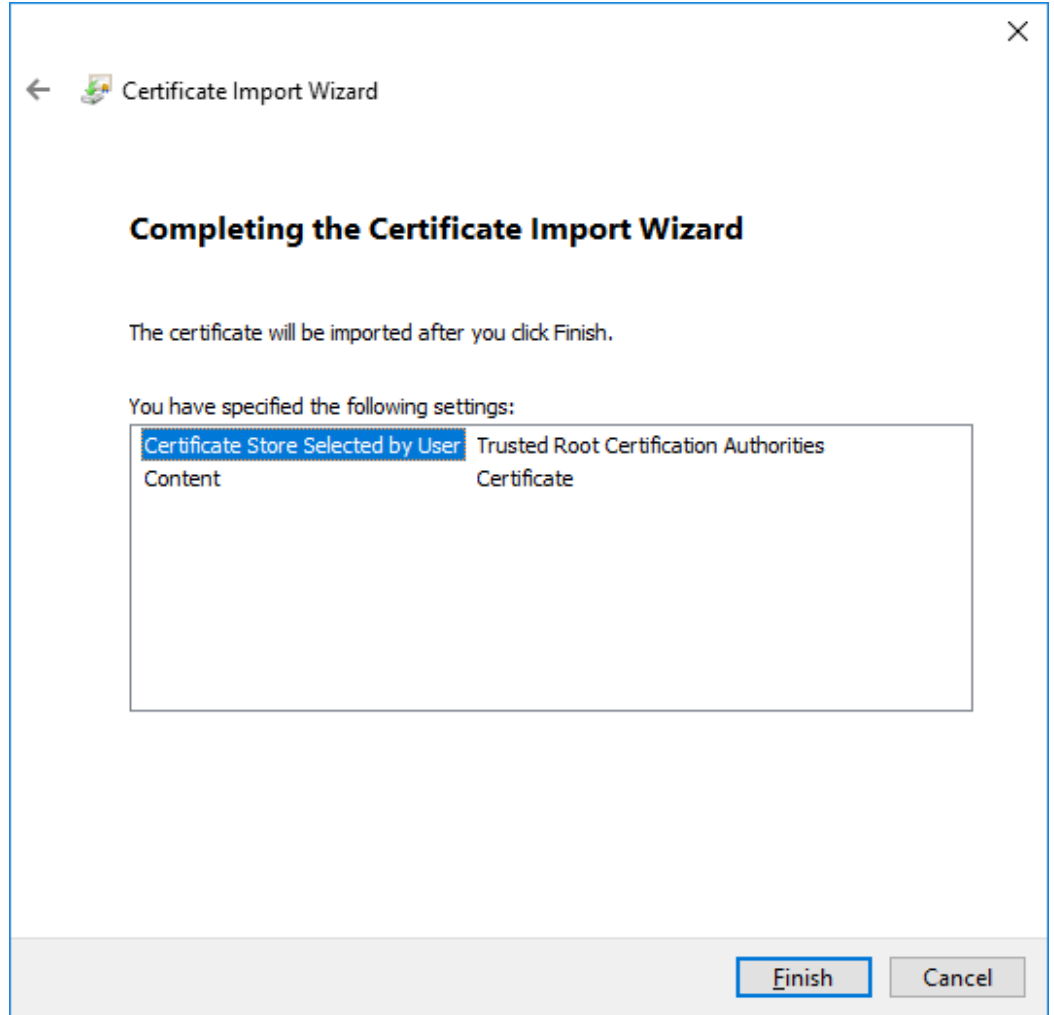 Certificate Import Wizard
Completing the Certificate Import Wizard
The certificate will be imported after you click Finish.
You have specified the following settings:
Certificate Store Selected by User Trusted Root Certification Authorities
Content Certificate
Finish Cancel